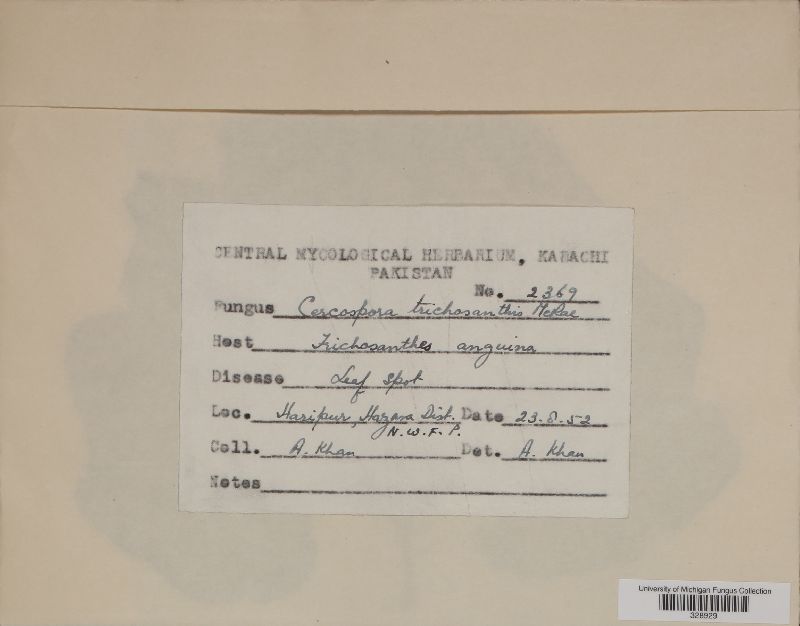 CENTRAL MYCOLOGICAL HERBARIUM, KARACHI
PAKISTAN
No. 2369
Fungus Cercospora trichosanthis McRae
Host Trichosanthes anguina
Disease Leaf Spot
Loc. Haripur, Hazara Dist. Date 23.8.52
N.W.F.P.
Coll. A. Khan Det. A. Khan
Notes
University of Michigan Fungus Collection
328929